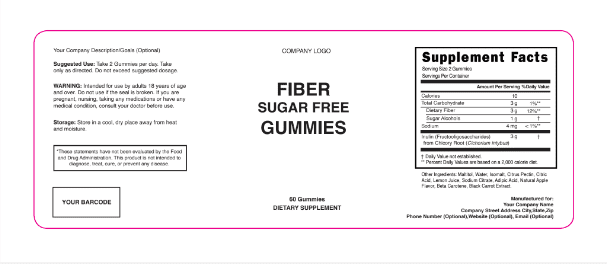 Your Company Description/Goals (Optional)
Suggested Use: Take 2 Gummies per day. Take
only as directed. Do not exceed suggested dosage.
WARNING: Intended for use by adults 18 years of age
and over. Do not use if the seal is broken. If you are
pregnant, nursing, taking any medications or have any
medical condition, consult your doctor before use.
Storage: Store in a cool, dry place away from heat
and moisture.
*These statements have not been evaluated by the Food
and Drug Administration. This product is not intended to
diagnose, treat, cure, or prevent any disease.
YOUR BARCODE
COMPANY LOGO
FIBER
SUGAR FREE
GUMMIES
60 Gummies
DIETARY SUPPLEMENT
Supplement Facts
Serving Size 2 Gummies
Servings Per Container
Amount Per Serving %Daily Value
Calories 10
Total Carbohydrate 3 g 1%**
Dietary Fiber 3 g 12%**
Sugar Alcohols 1 g †
Sodium 4 mg < 1%**
Inulin (Fructooligosaccharides) 3 g †
from Chicory Root (Cichorium intybus)
† Daily Value not established
** Percent Daily Values are based on a 2,000 calorie diet
Other Ingredients: Maltitol, Water, Isomalt, Citrus Pectin, Citric
Acid, Lemon Juice, Sodium Citrate, Adipic Acid, Natural Apple
Flavor, Beta Carotene, Black Carrot Extract.
Manufactured for:
Your Company Name
Company Street Address City,State,Zip
Phone Number (Optional),Website (Optional), Email (Optional)